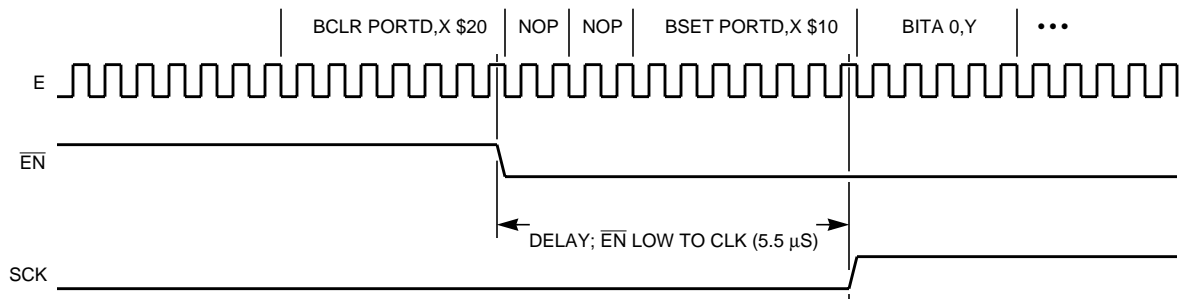 BCLR PORTD,X $20 NOP NOP BSET PORTD,X $10 BITA 0,Y •••
E
EN
DELAY; EN LOW TO CLK (5.5 µS)
SCK